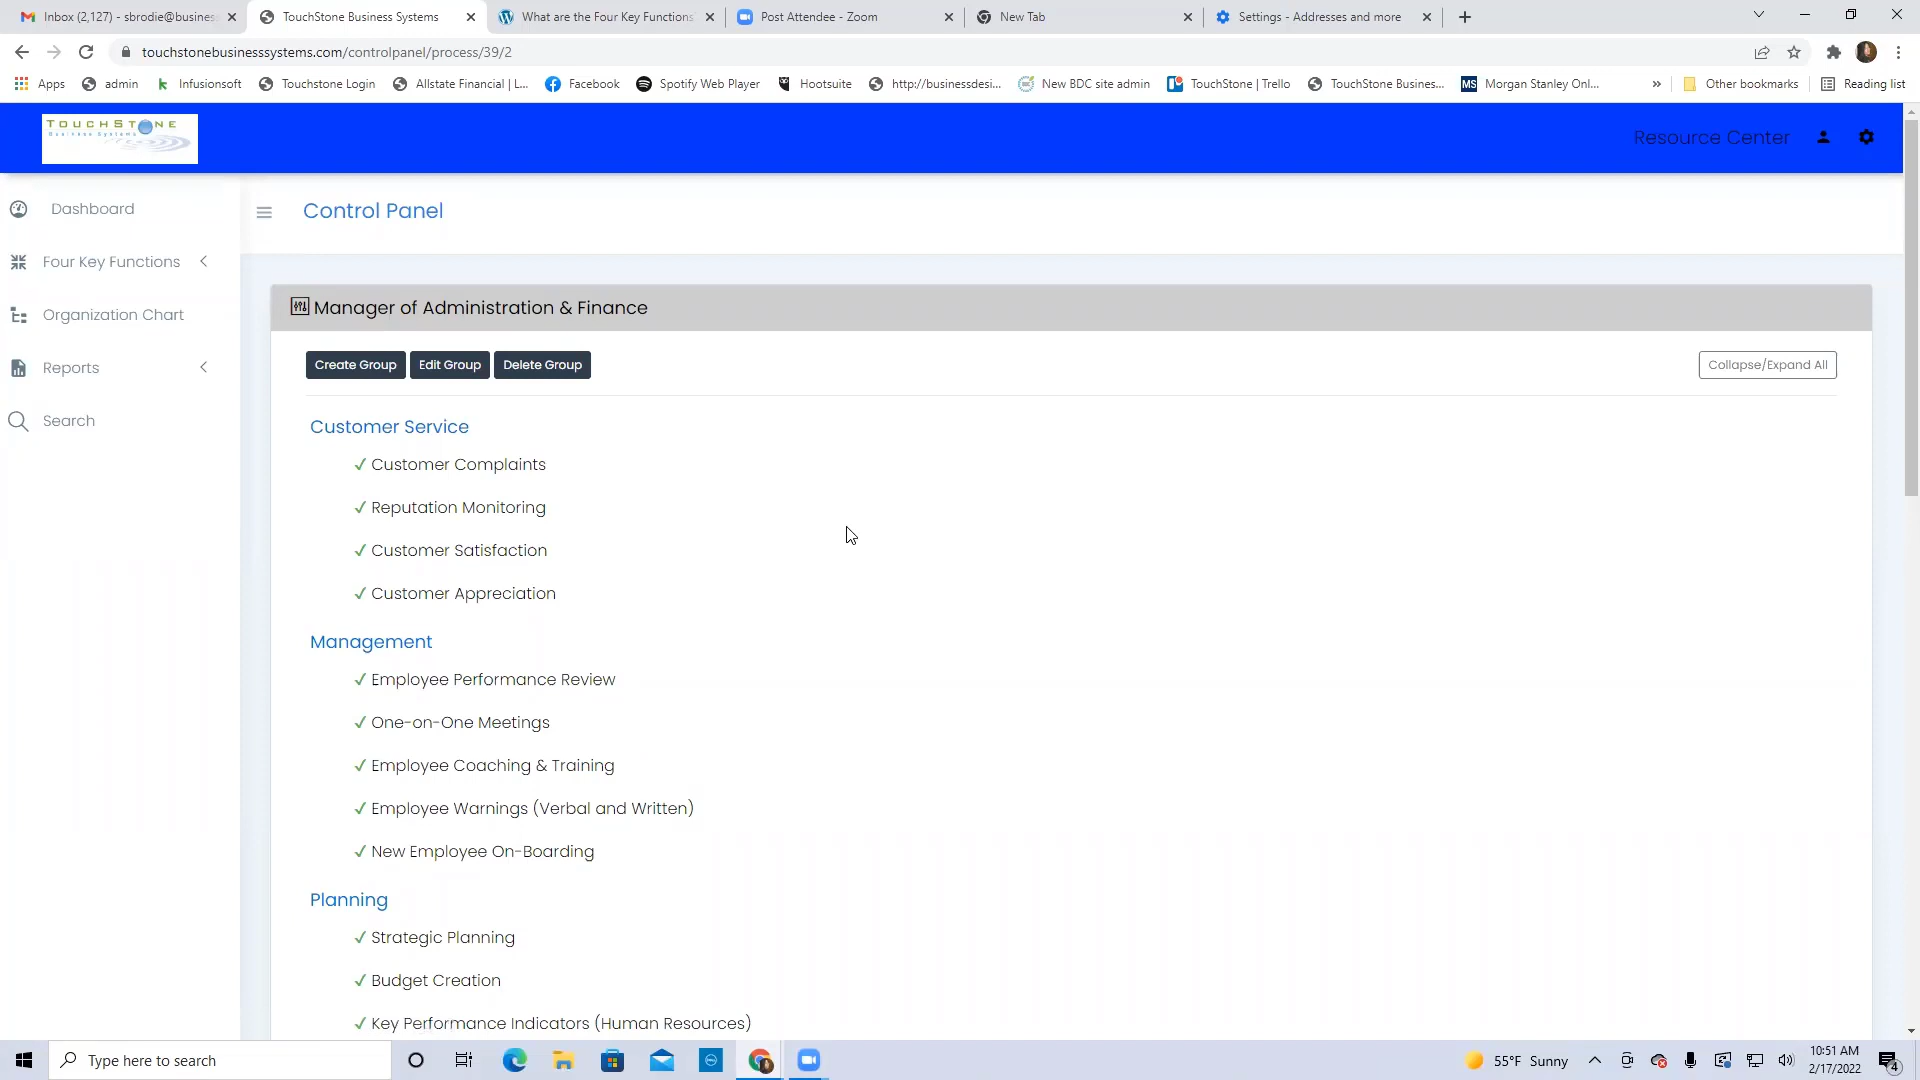 Inbox (2,127) - sbrodie@busines
TouchStone Business Systems
What are the Four Key Functions
Post Attendee - Zoom
New Tab
Settings - Addresses and more
touchstonebusinesssystems.com/controlpanel/process/39/2
Apps
admin
Infusionsoft
Touchstone Login
Allstate Financial | L...
Facebook
Spotify Web Player
Hootsuite
http://businessdesi...
New BDC site admin
TouchStone | Trello
TouchStone Busines...
MS Morgan Stanley Onl...
»
Other bookmarks
Reading list
TOUCHSTONE
Business Systems
Resource Center
Dashboard
Control Panel
Four Key Functions
Organization Chart
Reports
Search
Manager of Administration & Finance
Create Group
Edit Group
Delete Group
Collapse/Expand All
Customer Service
✓ Customer Complaints
✓ Reputation Monitoring
✓ Customer Satisfaction
✓ Customer Appreciation
Management
✓ Employee Performance Review
✓ One-on-One Meetings
✓ Employee Coaching & Training
✓ Employee Warnings (Verbal and Written)
✓ New Employee On-Boarding
Planning
✓ Strategic Planning
✓ Budget Creation
✓ Key Performance Indicators (Human Resources)
Type here to search
DELL
55°F Sunny
10:51 AM
2/17/2022
4